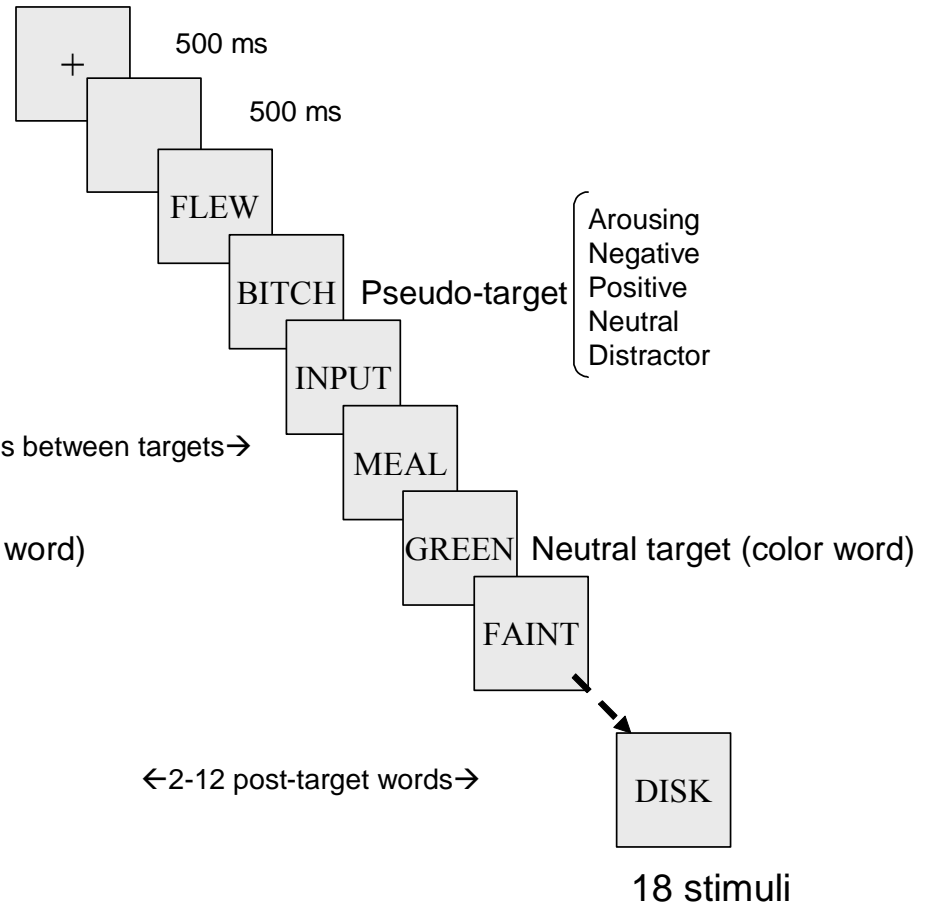 +
500 ms
500 ms
FLEW
BITCH
Pseudo-target
Arousing
Negative
Positive
Neutral
Distractor
INPUT
s between targets→
MEAL
word)
GREEN
Neutral target (color word)
FAINT
←2-12 post-target words→
DISK
18 stimuli